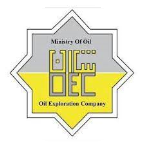 Ministry Of Oil
OEC
Oil Exploration Company